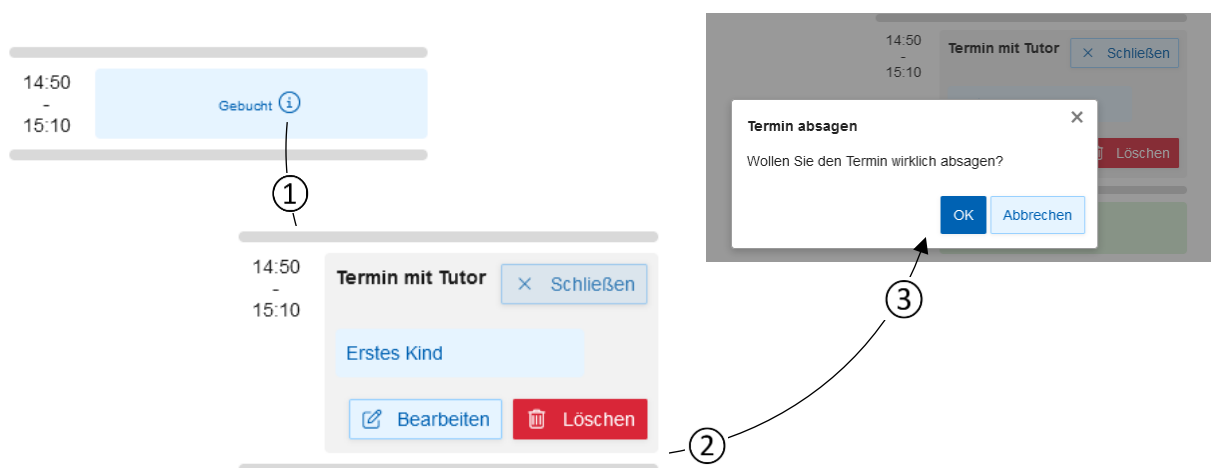 14:50
-
15:10
Gebucht
1
14:50
-
15:10
Termin mit Tutor
Schließen
Erstes Kind
Bearbeiten
Löschen
2
3
14:50
-
15:10
Termin mit Tutor
Schließen
Löschen
Termin absagen
Wollen Sie den Termin wirklich absagen?
OK
Abbrechen